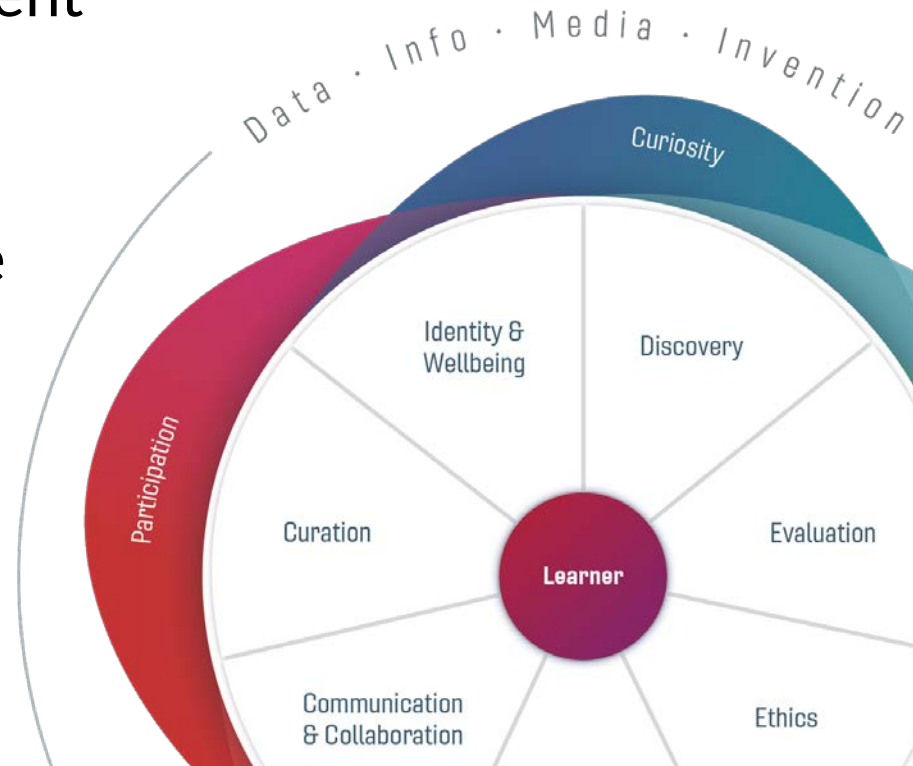 ent
e
Data · Info · Media · Invention
Curiosity
Participation
Identity &
Wellbeing
Discovery
Curation
Evaluation
Learner
Communication
& Collaboration
Ethics